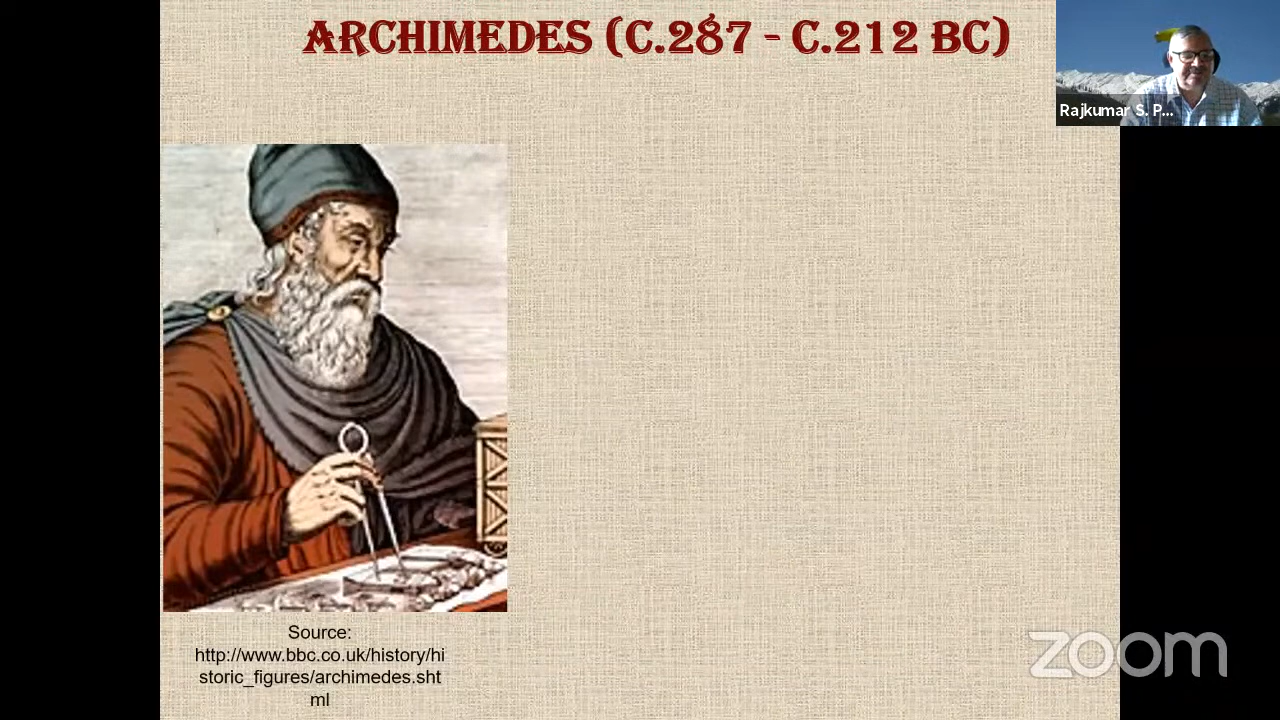 ARCHIMEDES (C.287 - C.212 BC)
Rajkumar S. P...
Source:
http://www.bbc.co.uk/history/hi
storic_figures/archimedes.sht
ml
zoom